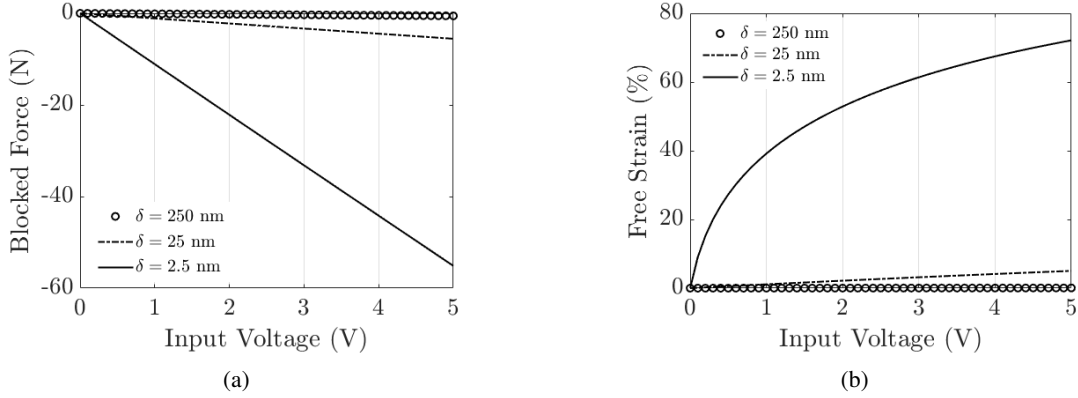 0
-20
-40
-60
Blocked Force (N)
δ = 250 nm
δ = 25 nm
δ = 2.5 nm
0 1 2 3 4 5
Input Voltage (V)
(a)
80
60
40
20
0
Free Strain (%)
δ = 250 nm
δ = 25 nm
δ = 2.5 nm
0 1 2 3 4 5
Input Voltage (V)
(b)